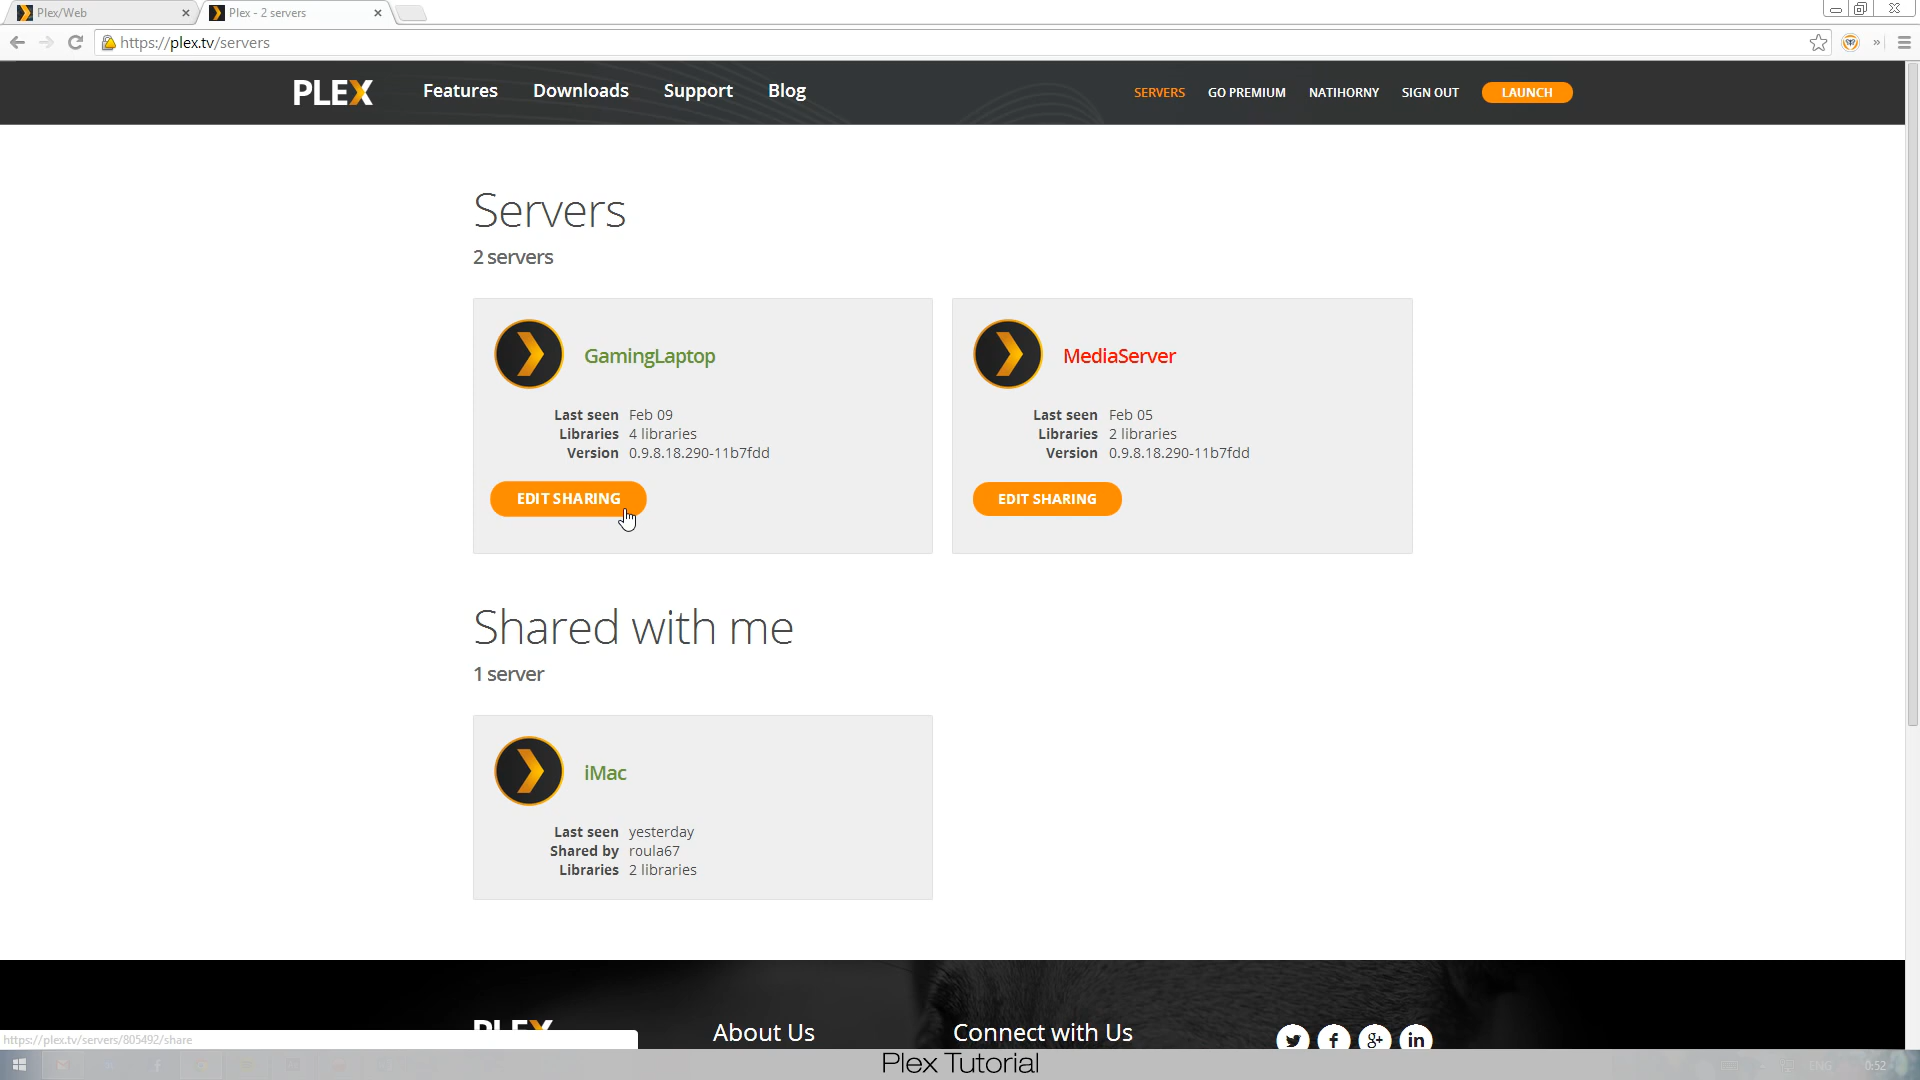 Plex/Web
Plex - 2 servers
https://plex.tv/servers
PLEX
Features
Downloads
Support
Blog
SERVERS
GO PREMIUM
NATIHORNY
SIGN OUT
LAUNCH
Servers
2 servers
GamingLaptop
Last seen Feb 09
Libraries 4 libraries
Version 0.9.8.18.290-11b7fdd
EDIT SHARING
MediaServer
Last seen Feb 05
Libraries 2 libraries
Version 0.9.8.18.290-11b7fdd
EDIT SHARING
Shared with me
1 server
iMac
Last seen yesterday
Shared by roula67
Libraries 2 libraries
PLEX
About Us
Connect with Us
https://plex.tv/servers/805492/share
Plex Tutorial
ENG
0:52